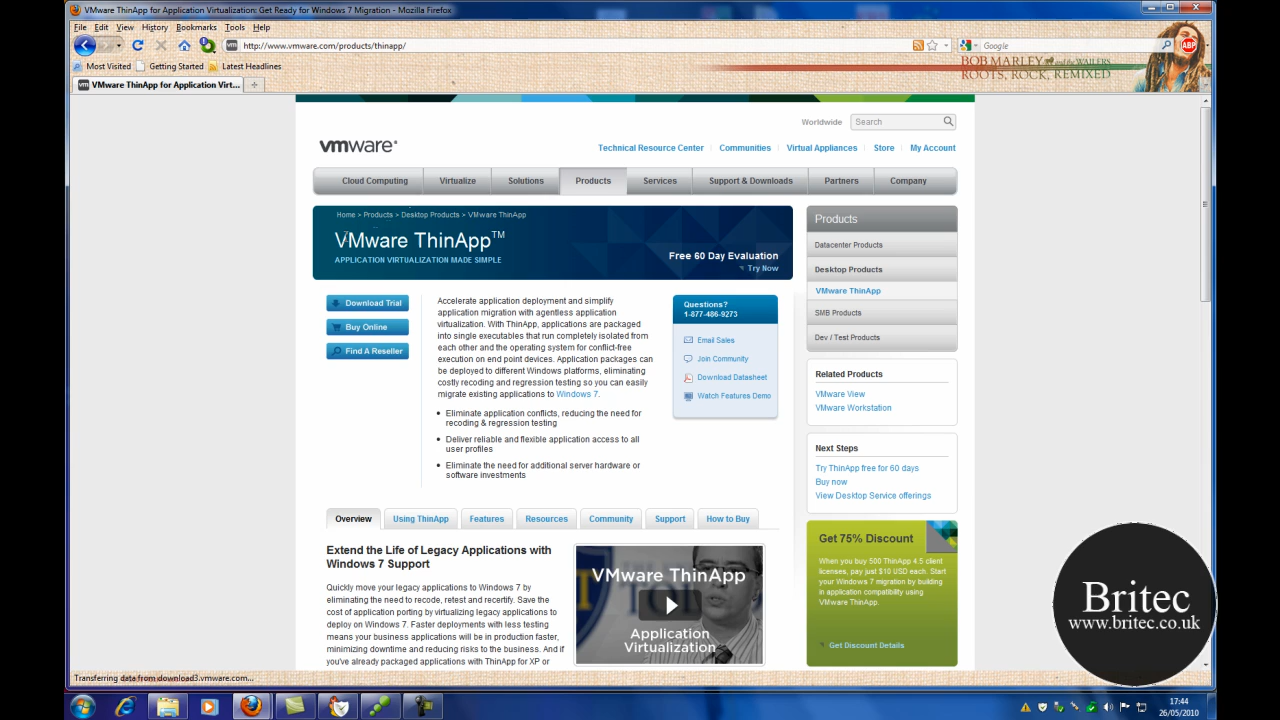 VMware ThinApp for Application Virtualization: Get Ready for Windows 7 Migration - Mozilla Firefox
File Edit View History Bookmarks Tools Help
http://www.vmware.com/products/thinapp/
Google
ABP
Most Visited Getting Started Latest Headlines
BOB MARLEY and the WAILERS
ROOTS, ROCK, REMIXED
VMware ThinApp for Application Virt...
Worldwide Search
vmware
Technical Resource Center Communities Virtual Appliances Store My Account
Cloud Computing Virtualize Solutions Products Services Support & Downloads Partners Company
Home > Products > Desktop Products > VMware ThinApp
VMware ThinApp™
APPLICATION VIRTUALIZATION MADE SIMPLE
Free 60 Day Evaluation
Try Now
Download Trial
Buy Online
Find A Reseller
Accelerate application deployment and simplify
application migration with agentless application
virtualization. With ThinApp, applications are packaged
into single executables that run completely isolated from
each other and the operating system for conflict-free
execution on end point devices. Application packages can
be deployed to different Windows platforms, eliminating
costly recoding and regression testing so you can easily
migrate existing applications to Windows 7.
• Eliminate application conflicts, reducing the need for
recoding & regression testing
• Deliver reliable and flexible application access to all
user profiles
• Eliminate the need for additional server hardware or
software investments
Questions?
1-877-486-9273
Email Sales
Join Community
Download Datasheet
Watch Features Demo
Products
Datacenter Products
Desktop Products
VMware ThinApp
SMB Products
Dev / Test Products
Related Products
VMware View
VMware Workstation
Next Steps
Try ThinApp free for 60 days
Buy now
View Desktop Service offerings
Overview Using ThinApp Features Resources Community Support How to Buy
Extend the Life of Legacy Applications with
Windows 7 Support
Quickly move your legacy applications to Windows 7 by
eliminating the need to recode, retest and recertify. Save the
cost of application porting by virtualizing legacy applications to
deploy on Windows 7. Faster deployments with less testing
means your business applications will be in production faster,
minimizing downtime and reducing risks to the business. And if
you've already packaged applications with ThinApp for XP or
VMware ThinApp
Application
Virtualization
Get 75% Discount
When you buy 500 ThinApp 4.5 client
licenses, pay just $10 USD each. Start
your Windows 7 migration by building
in application compatibility using
VMware ThinApp.
Get Discount Details
Britec
www.britec.co.uk
Transferring data from download3.vmware.com...
17:44
26/05/2010